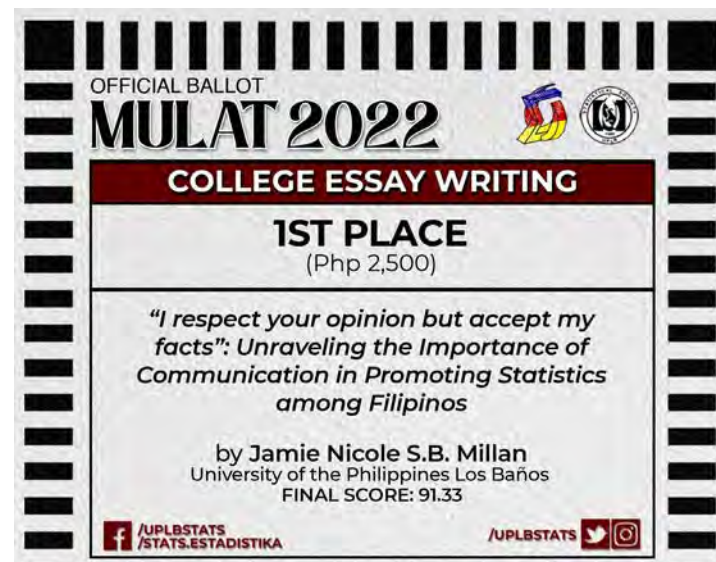 OFFICIAL BALLOT
MULAT 2022
COLLEGE ESSAY WRITING
1ST PLACE
(Php 2,500)
“I respect your opinion but accept my
facts”: Unraveling the Importance of
Communication in Promoting Statistics
among Filipinos
by Jamie Nicole S.B. Millan
University of the Philippines Los Baños
FINAL SCORE: 91.33
/UPLBSTATS
/STATS.ESTADISTIKA
/UPLBSTATS